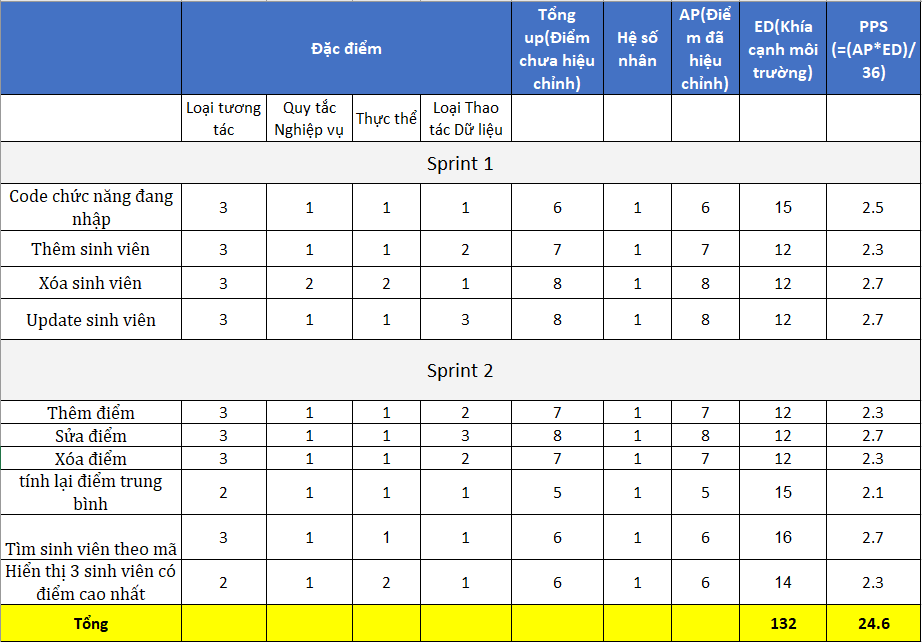 Đặc điểm
Tổng
up(Điểm
chưa hiệu
chỉnh)
Hệ số
nhân
AP(Điể
m đã
hiệu
chỉnh)
ED(Khía
cạnh môi
trường)
PPS
(=(AP*ED)/
36)
Loại tương
tác
Quy tắc
Nghiệp vụ
Thực thể
Loại Thao
tác Dữ liệu
Sprint 1
Code chức năng đang
nhập
3 1 1 1 6 1 6 15 2.5
Thêm sinh viên 3 1 1 2 7 1 7 12 2.3
Xóa sinh viên 3 2 2 1 8 1 8 12 2.7
Update sinh viên 3 1 1 3 8 1 8 12 2.7
Sprint 2
Thêm điểm 3 1 1 2 7 1 7 12 2.3
Sửa điểm 3 1 1 3 8 1 8 12 2.7
Xóa điểm 3 1 1 2 7 1 7 12 2.3
tính lại điểm trung
bình
2 1 1 1 5 1 5 15 2.1
Tìm sinh viên theo mã 3 1 1 1 6 1 6 16 2.7
Hiển thị 3 sinh viên có
điểm cao nhất
2 1 2 1 6 1 6 14 2.3
Tổng 132 24.6